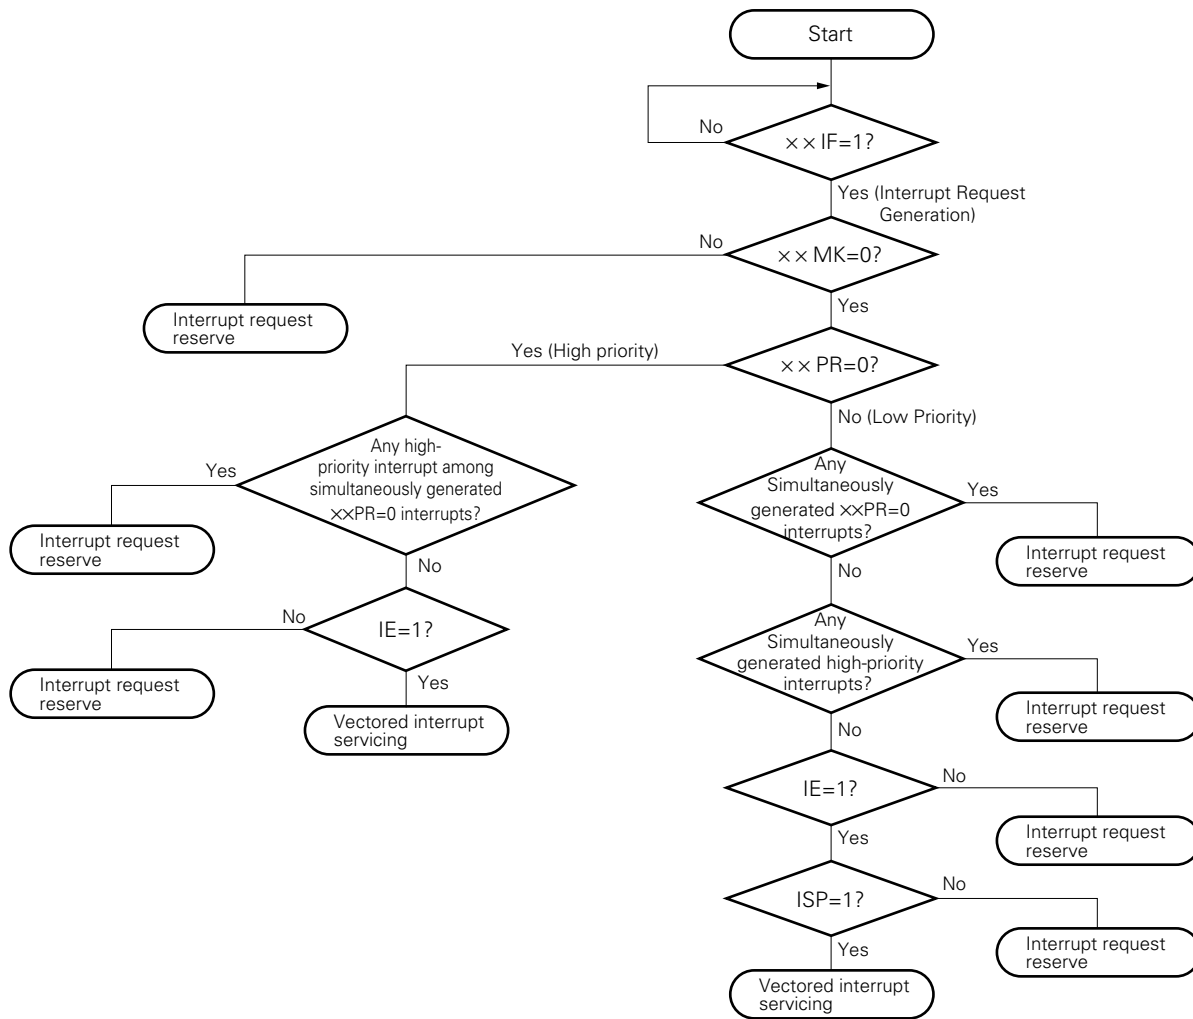 Start
No
×× IF=1?
Yes (Interrupt Request
Generation)
No
×× MK=0?
Interrupt request
reserve
Yes
Yes (High priority)
×× PR=0?
No (Low Priority)
Any high-
priority interrupt among
simultaneously generated
××PR=0 interrupts?
Yes
Any
Simultaneously
generated ××PR=0
interrupts?
Yes
Interrupt request
reserve
Interrupt request
reserve
No
No
No
IE=1?
Any
Simultaneously
generated high-priority
interrupts?
Yes
Interrupt request
reserve
Yes
Interrupt request
reserve
Vectored interrupt
servicing
No
IE=1?
No
Interrupt request
reserve
Yes
ISP=1?
No
Interrupt request
reserve
Yes
Vectored interrupt
servicing